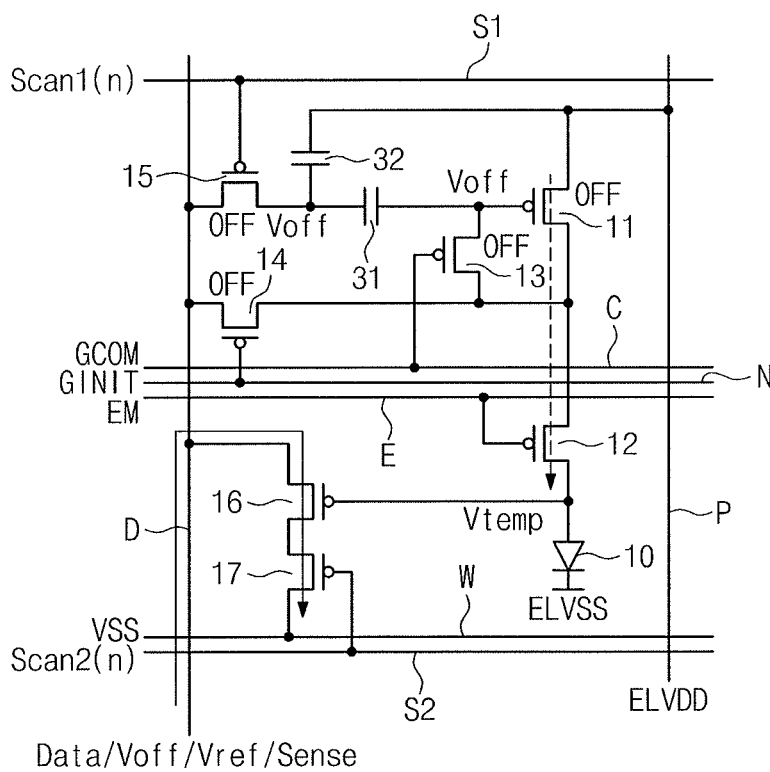 S1
Scan1(n)
15
32
Voff
OFF
OFF
Voff
11
14
31
OFF
13
OFF
C
GCOM
GINIT
N
EM
E
12
16
Vtemp
D
P
17
10
W
ELVSS
VSS
Scan2(n)
S2
ELVDD
Data/Voff/Vref/Sense